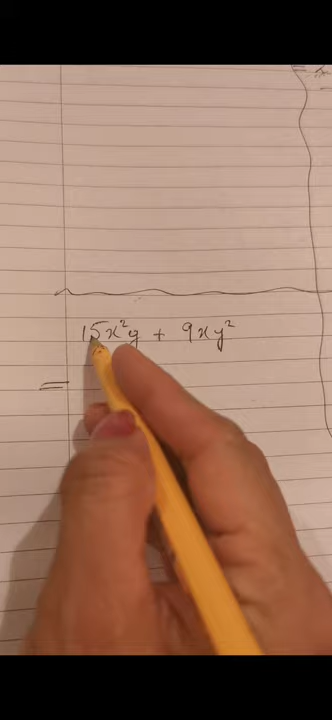 15x²y + 9xy²
=